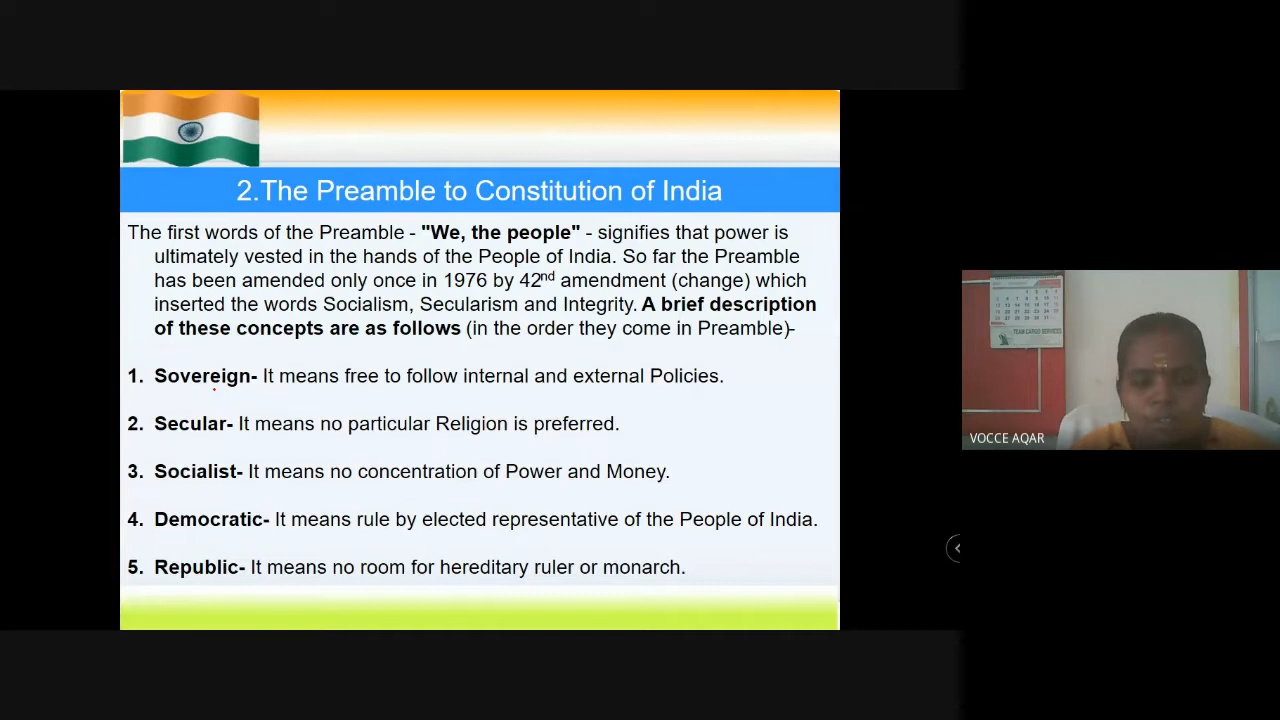 2.The Preamble to Constitution of India
The first words of the Preamble - "We, the people" - signifies that power is
ultimately vested in the hands of the People of India. So far the Preamble
has been amended only once in 1976 by 42nd amendment (change) which
inserted the words Socialism, Secularism and Integrity. A brief description
of these concepts are as follows (in the order they come in Preamble)-
1. Sovereign- It means free to follow internal and external Policies.
2. Secular- It means no particular Religion is preferred.
3. Socialist- It means no concentration of Power and Money.
4. Democratic- It means rule by elected representative of the People of India.
5. Republic- It means no room for hereditary ruler or monarch.
TEAM CARGO SERVICES
VOCCE AQAR